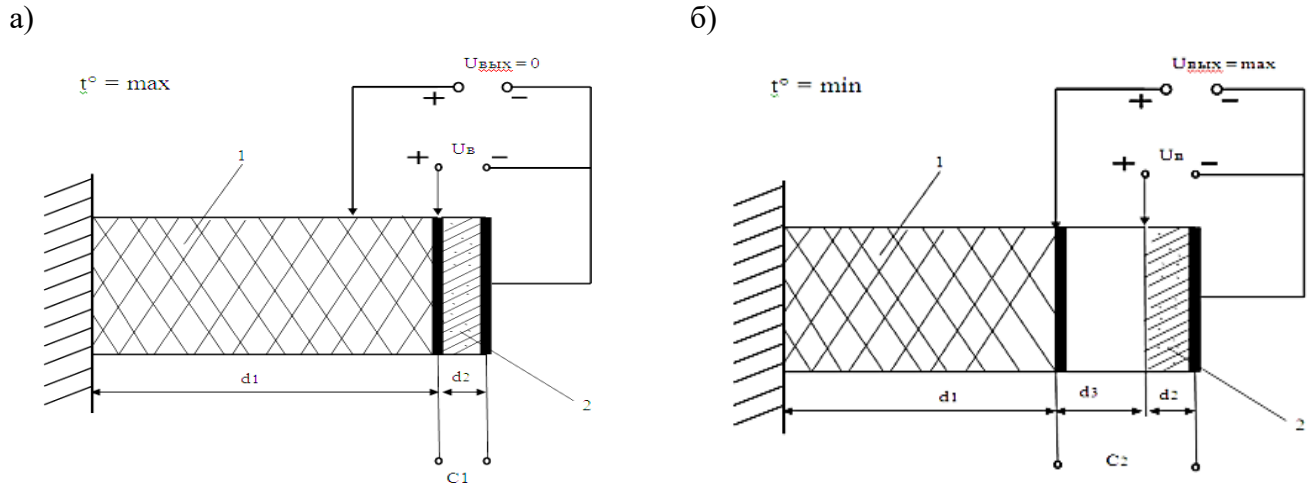 а)
t° = max
Uвых = 0
+
−
Uв
+
−
1
d1
d2
2
C1
б)
t° = min
Uвых = max
+
−
Uп
+
−
1
d1
d3
d2
2
C2